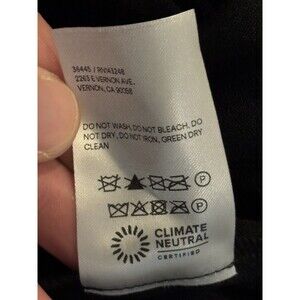 36445 / RN143248
2263 E VERNON AVE.
VERNON, CA 90058
DO NOT WASH, DO NOT BLEACH, DO
NOT DRY, DO NOT IRON, GREEN DRY
CLEAN
P
P
CLIMATE
NEUTRAL
CERTIFIED